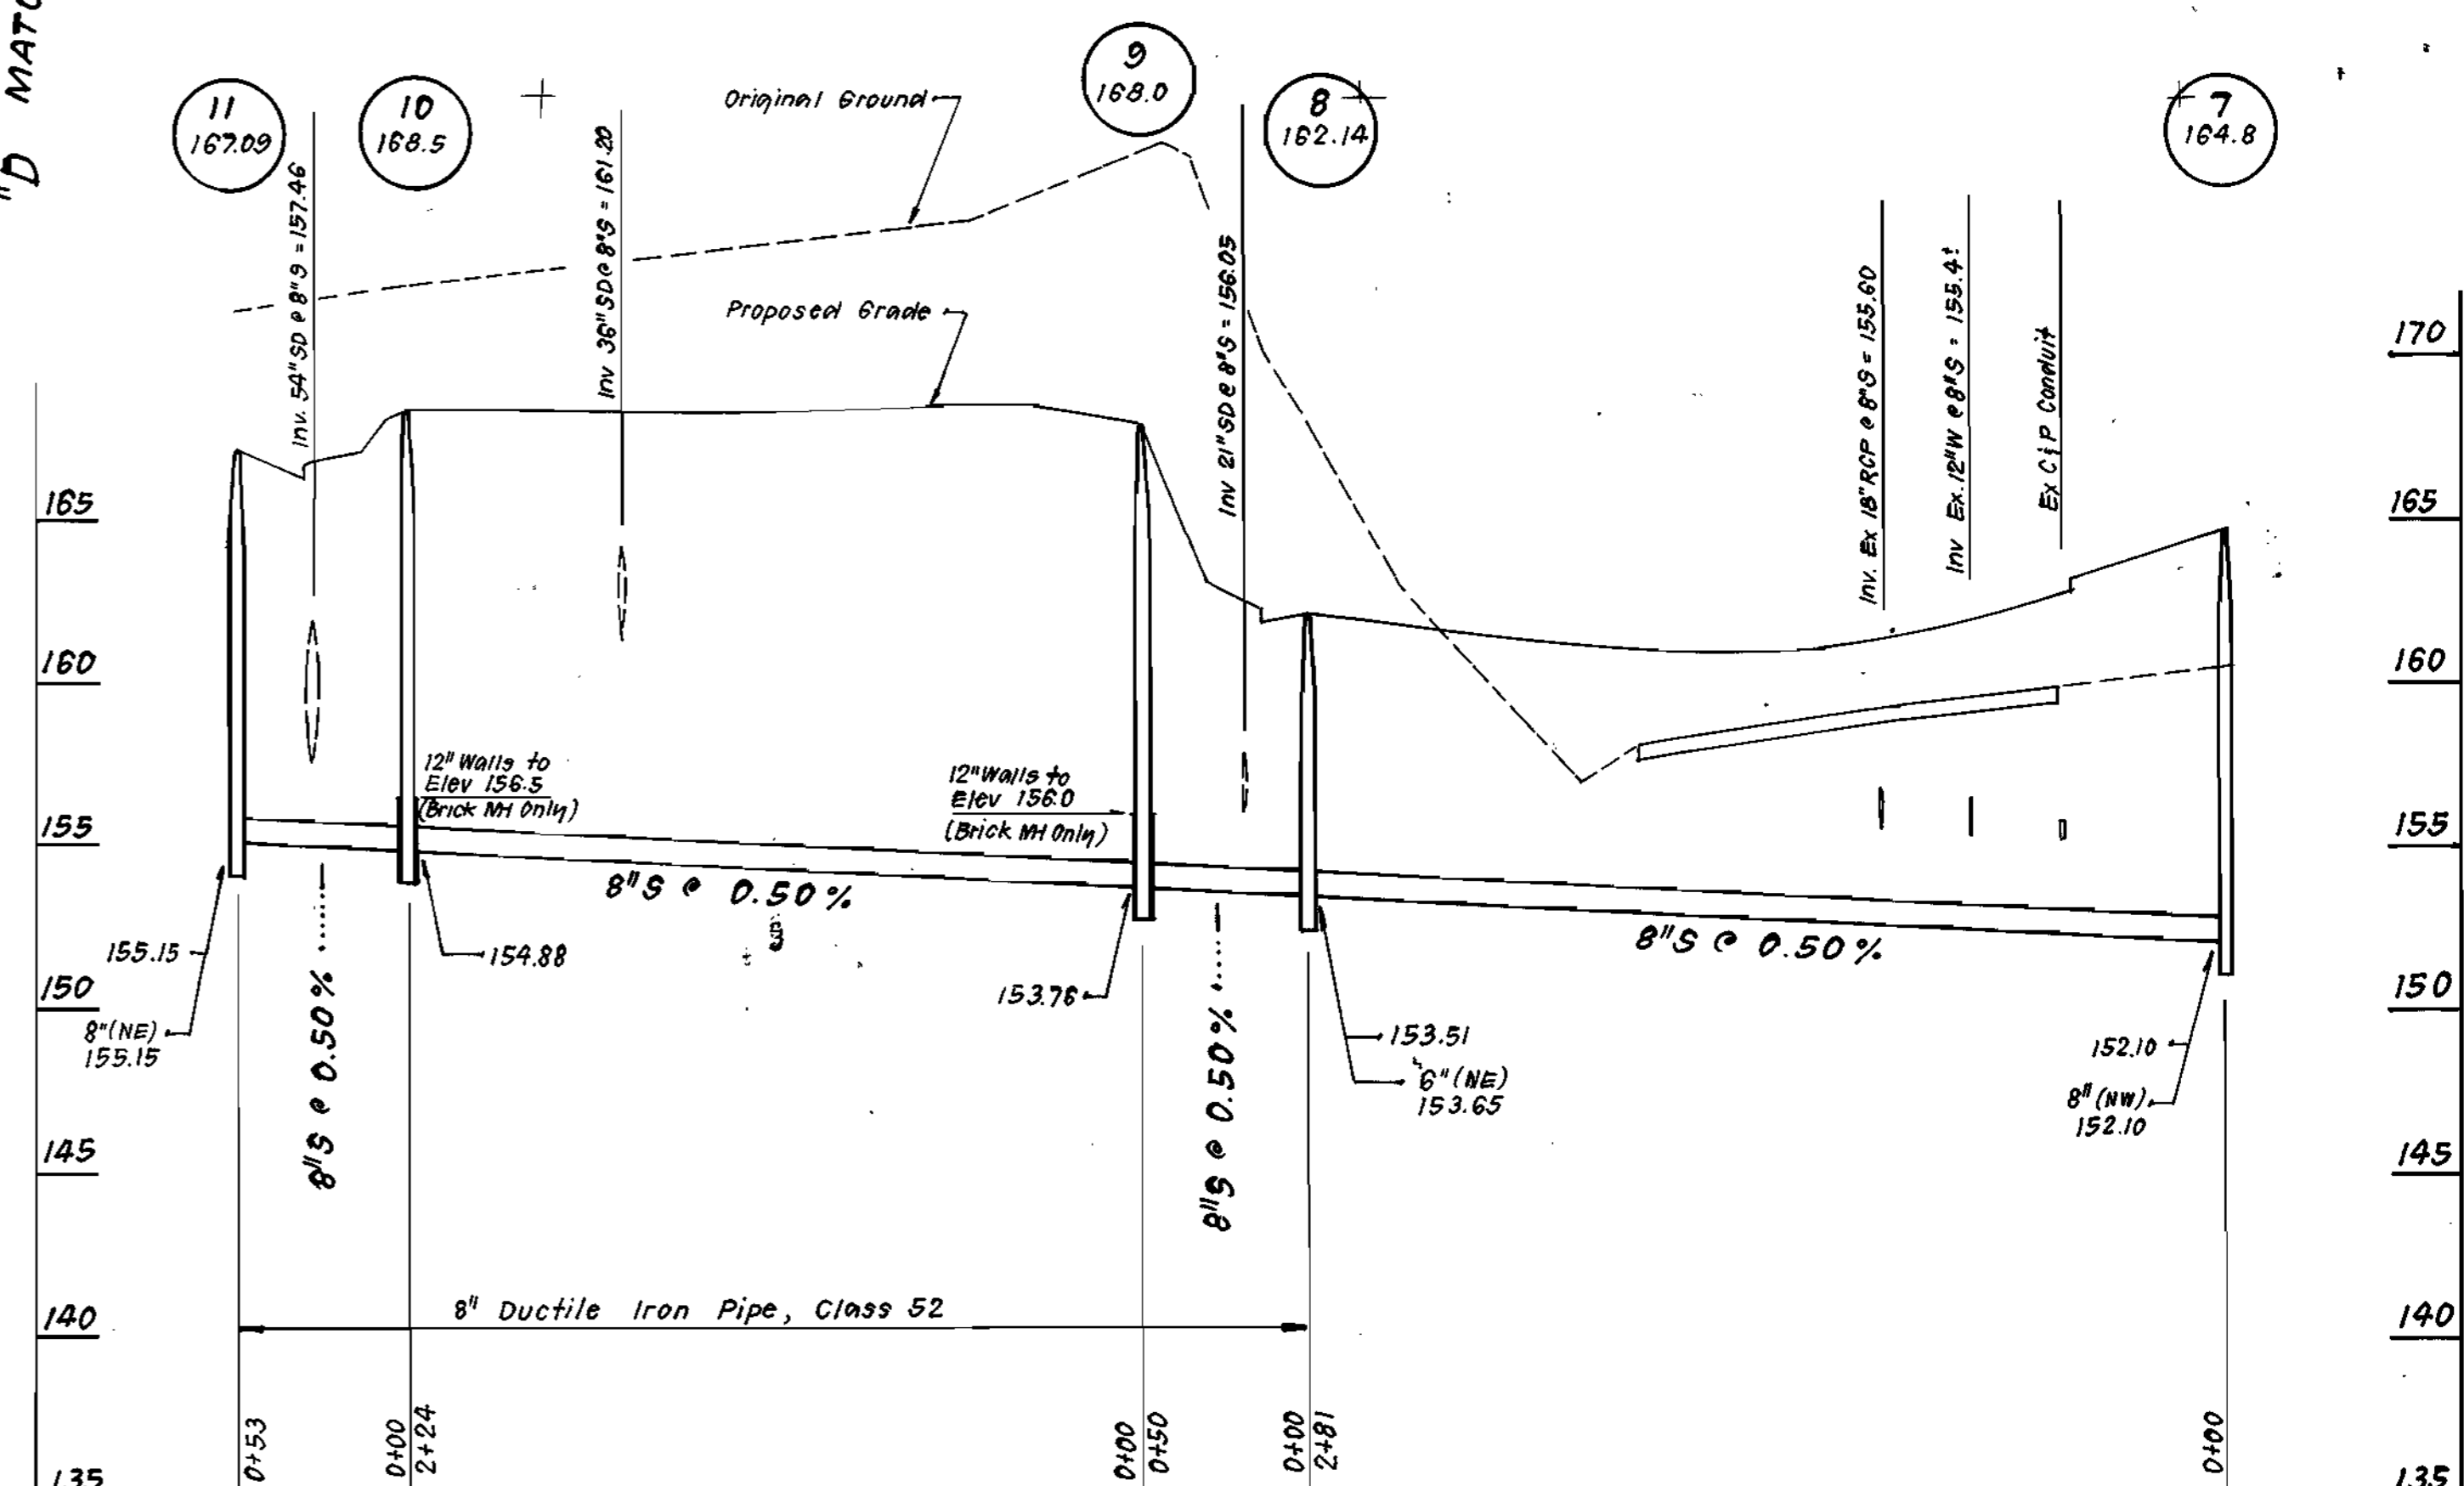 "D MATC
11
167.09
10
168.5
9
168.0
8
162.14
7
164.8
Inv. 54"SD @ 8"S = 157.46
Inv 36"SD @ 8"S = 161.20
Original Ground
Proposed Grade
Inv 21"SD @ 8"S = 156.05
Inv. Ex 18"RCP @ 8"S = 155.60
Inv Ex. 12"W @ 8"S = 155.4±
Ex C&P Conduit
170
165
165
160
160
155
155
150
150
145
145
140
140
135
135
12" Walls to
Elev 156.5
(Brick MH Only)
12" Walls to
Elev 156.0
(Brick MH Only)
8"S @ 0.50%
8"S @ 0.50%
8"S @ 0.50%
8"S @ 0.50%
155.15
8"(NE)
155.15
154.88
153.76
153.51
6"(NE)
153.65
152.10
8"(NW)
152.10
8" Ductile Iron Pipe, Class 52
0+53
0+00
2+24
0+00
0+50
0+00
2+81
0+00